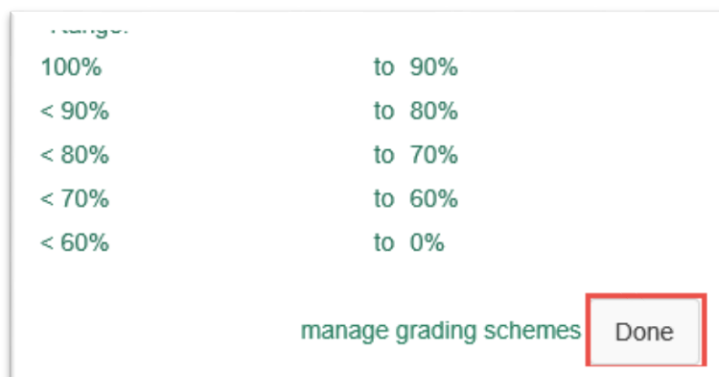 100% to 90%
< 90% to 80%
< 80% to 70%
< 70% to 60%
< 60% to 0%
manage grading schemes Done